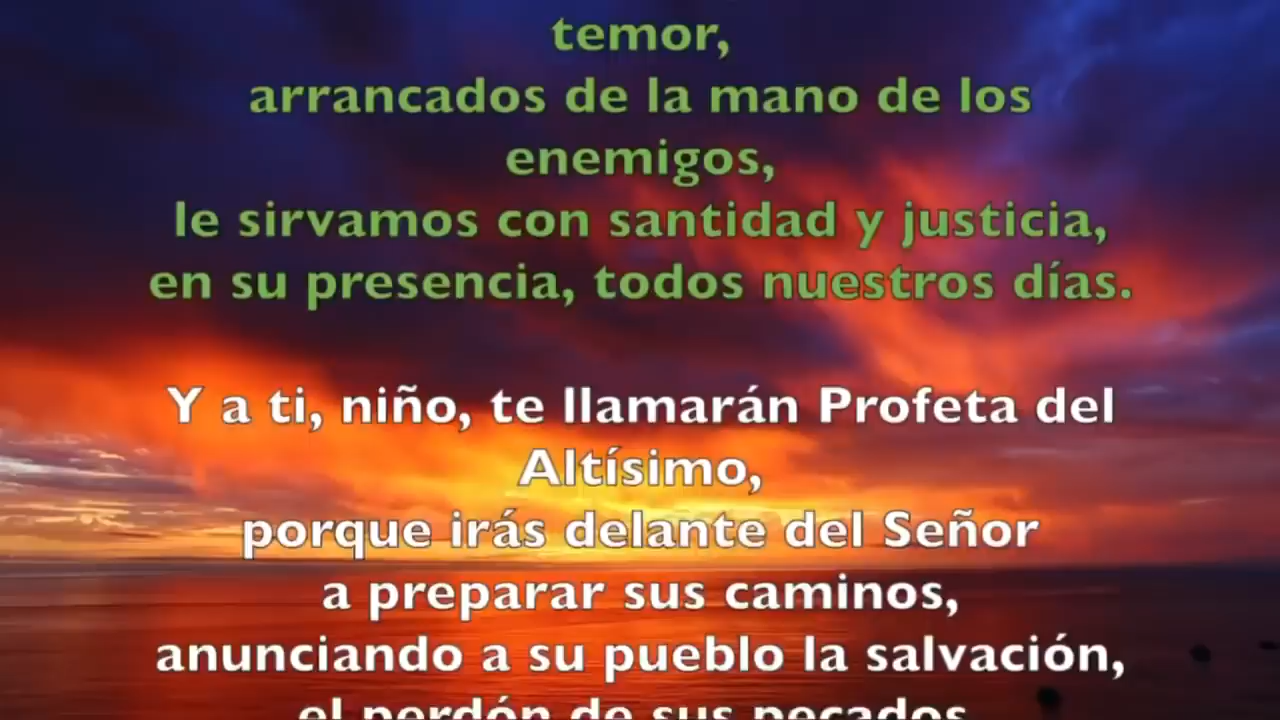 temor,
arrancados de la mano de los
enemigos,
le sirvamos con santidad y justicia,
en su presencia, todos nuestros días.
Y a ti, niño, te llamarán Profeta del
Altísimo,
porque irás delante del Señor
a preparar sus caminos,
anunciando a su pueblo la salvación,
el perdón de sus pecados